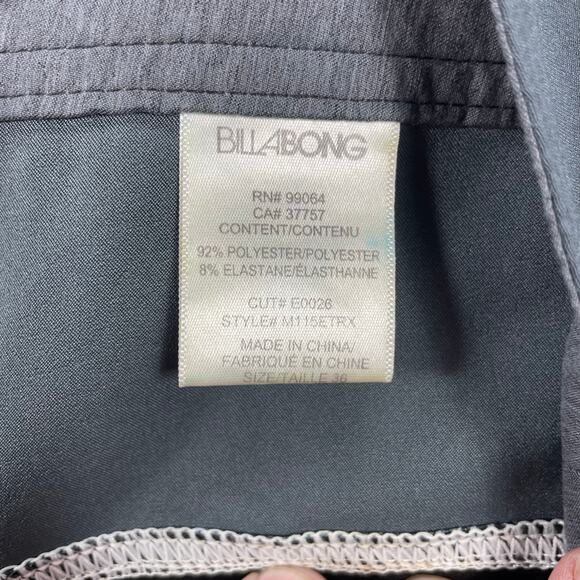 BILLABONG
RN# 99064
CA# 37757
CONTENT/CONTENU
92% POLYESTER/POLYESTER
8% ELASTANE/ÉLASTHANNE
CUT# E0026
STYLE# M115ETRX
MADE IN CHINA/
FABRIQUÉ EN CHINE
SIZE/TAILLE 36